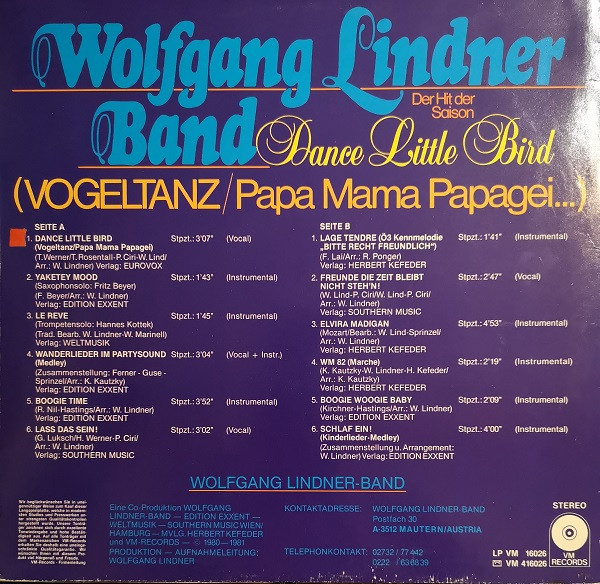 Wolfgang Lindner
Band
Der Hit der
Saison
Dance Little Bird
(VOGELTANZ/Papa Mama Papagei...)
SEITE A
1. DANCE LITTLE BIRD Stpzt.: 3'07" (Vocal)
(Vogeltanz/Papa Mama Papagei)
(T.Werner/T.Rosentall-P.Ciri-W.Lind/
Arr.: W. Lindner) Verlag: EUROVOX
2. YAKETEY MOOD Stpzt.: 1'43" (Instrumental)
(Saxophonsolo: Fritz Beyer)
(F. Beyer/Arr.: W. Lindner)
Verlag: EDITION EXXENT
3. LE REVE Stpzt.: 1'45" (Instrumental)
(Trompetensolo: Hannes Kottek)
(Trad. Bearb. W. Lindner-W. Marinell)
Verlag: WELTMUSIK
4. WANDERLIEDER IM PARTYSOUND Stpzt.: 3'04" (Vocal + Instr.)
(Medley)
(Zusammenstellung: Ferner - Guse -
Sprinzel/Arr.: K. Kautzky)
Verlag: EDITION EXXENT
5. BOOGIE TIME Stpzt.: 3'52" (Instrumental)
(R. Nil-Hastings/Arr.: W. Lindner)
Verlag: EDITION EXXENT
6. LASS DAS SEIN! Stpzt.: 3'02" (Vocal)
(G. Luksch/H. Werner-P. Ciri/
Arr.: W. Lindner)
Verlag: SOUTHERN MUSIC
SEITE B
1. LAGE TENDRE (Ö3 Kennmelodie Stpzt.: 1'41" (Instrumental)
„BITTE RECHT FREUNDLICH")
(F. Lai/Arr.: R. Ponger)
Verlag: HERBERT KEFEDER
2. FREUNDE DIE ZEIT BLEIBT Stpzt.: 2'47" (Vocal)
NICHT STEH'N!
(W. Lind-P. Ciri/W. Lind-P. Ciri/
Arr.: W. Lindner)
Verlag: SOUTHERN MUSIC
3. ELVIRA MADIGAN Stpzt.: 4'53" (Instrumental)
(Mozart/Bearb.: W. Lind-Sprinzel/
Arr.: W. Lindner)
Verlag: HERBERT KEFEDER
4. WM 82 (Marche) Stpzt.: 2'19" (Instrumental)
(K. Kautzky-W. Lindner-H. Kefeder/
Arr.: K. Kautzky)
Verlag: HERBERT KEFEDER
5. BOOGIE WOOGIE BABY Stpzt.: 2'09" (Instrumental)
(Kirchner-Hastings/Arr.: W. Lindner)
Verlag: EDITION EXXENT
6. SCHLAF EIN! Stpzt.: 4'00" (Instrumental)
(Kinderlieder-Medley)
(Zusammenstellung u. Arrangement:
W. Lindner) Verlag: EDITION EXXENT
WOLFGANG LINDNER-BAND
Eine Co-Produktion WOLFGANG
LINDNER-BAND — EDITION EXXENT —
WELTMUSIK — SOUTHERN MUSIC WIEN/
HAMBURG — MVLG. HERBERT KEFEDER
und VM-RECORDS — © 1980 — 1981
PRODUKTION — AUFNAHMELEITUNG:
WOLFGANG LINDNER
KONTAKTADRESSE: WOLFGANG LINDNER-BAND
Postfach 30
A-3512 MAUTERN/AUSTRIA
TELEFONKONTAKT: 02732 / 77 442
0222 / 63 68 39
STEREO
VM
RECORDS
LP VM 16026
VM 416026